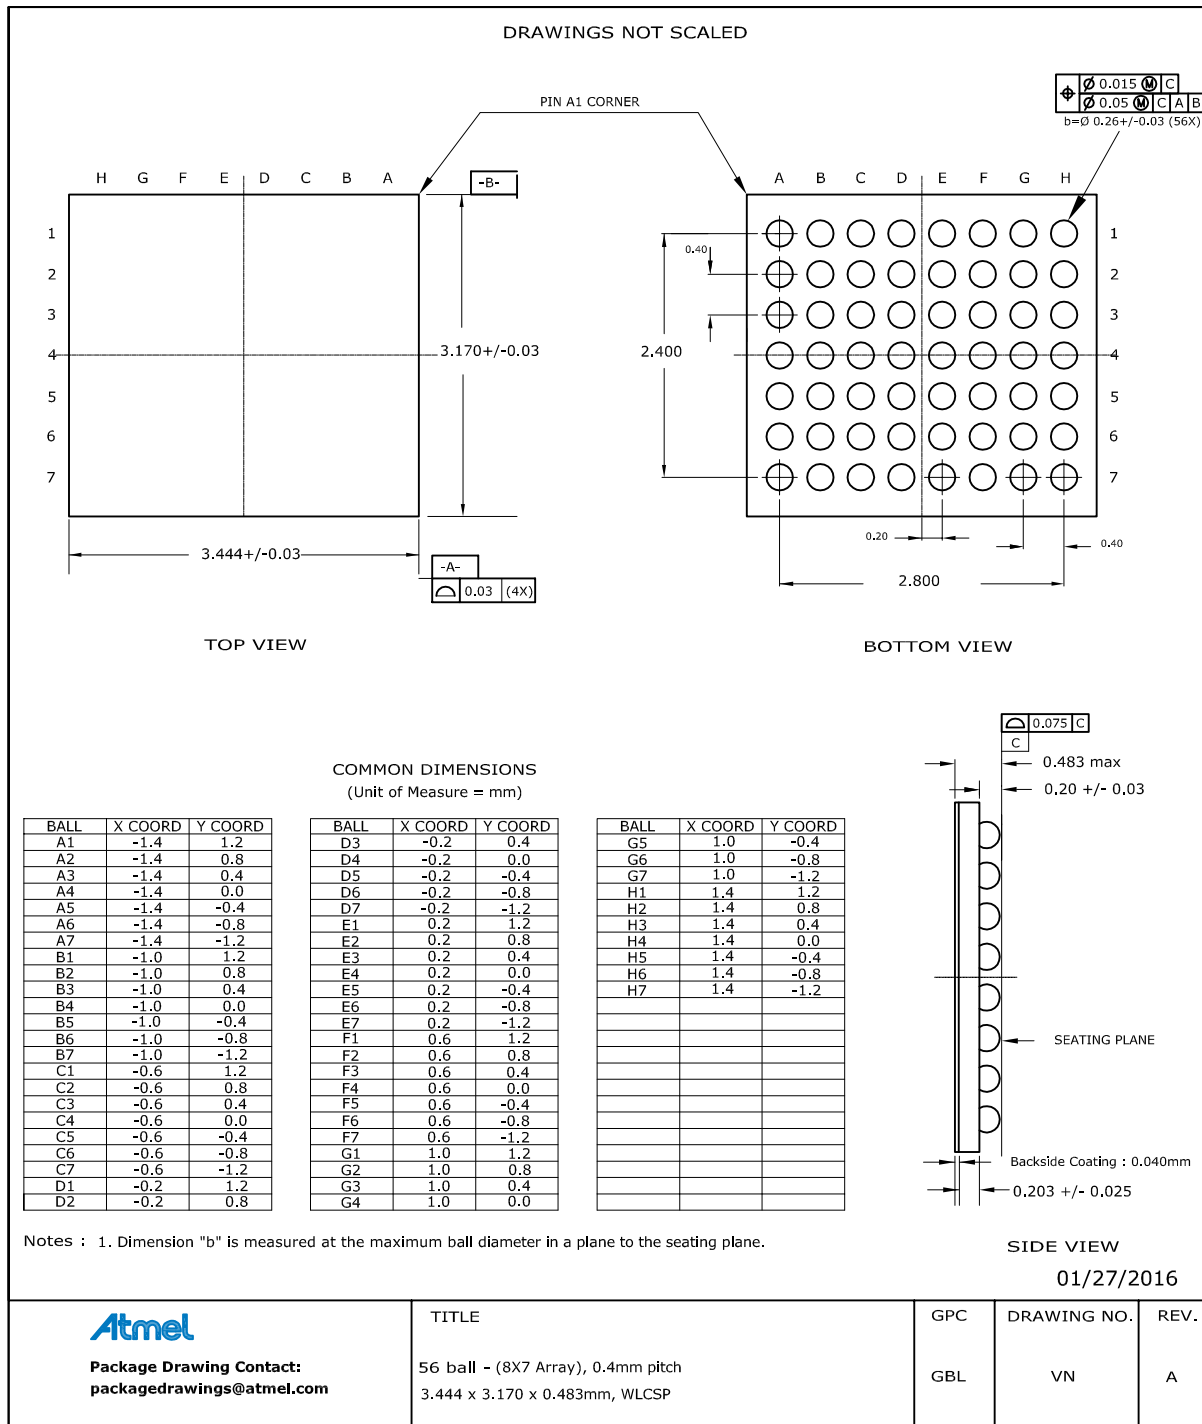 DRAWINGS NOT SCALED
Ø 0.015 Ⓜ C
Ø 0.05 Ⓜ C A B
b=Ø 0.26+/-0.03 (56X)
PIN A1 CORNER
H G F E D C B A
-B-
A B C D E F G H
1
2
3
4
5
6
7
3.170+/-0.03
3.444+/-0.03
-A-
0.03 (4X)
0.40
2.400
1
2
3
4
5
6
7
0.20
0.40
2.800
TOP VIEW
BOTTOM VIEW
COMMON DIMENSIONS
(Unit of Measure = mm)
BALL X COORD Y COORD
A1 -1.4 1.2
A2 -1.4 0.8
A3 -1.4 0.4
A4 -1.4 0.0
A5 -1.4 -0.4
A6 -1.4 -0.8
A7 -1.4 -1.2
B1 -1.0 1.2
B2 -1.0 0.8
B3 -1.0 0.4
B4 -1.0 0.0
B5 -1.0 -0.4
B6 -1.0 -0.8
B7 -1.0 -1.2
C1 -0.6 1.2
C2 -0.6 0.8
C3 -0.6 0.4
C4 -0.6 0.0
C5 -0.6 -0.4
C6 -0.6 -0.8
C7 -0.6 -1.2
D1 -0.2 1.2
D2 -0.2 0.8
BALL X COORD Y COORD
D3 -0.2 0.4
D4 -0.2 0.0
D5 -0.2 -0.4
D6 -0.2 -0.8
D7 -0.2 -1.2
E1 0.2 1.2
E2 0.2 0.8
E3 0.2 0.4
E4 0.2 0.0
E5 0.2 -0.4
E6 0.2 -0.8
E7 0.2 -1.2
F1 0.6 1.2
F2 0.6 0.8
F3 0.6 0.4
F4 0.6 0.0
F5 0.6 -0.4
F6 0.6 -0.8
F7 0.6 -1.2
G1 1.0 1.2
G2 1.0 0.8
G3 1.0 0.4
G4 1.0 0.0
BALL X COORD Y COORD
G5 1.0 -0.4
G6 1.0 -0.8
G7 1.0 -1.2
H1 1.4 1.2
H2 1.4 0.8
H3 1.4 0.4
H4 1.4 0.0
H5 1.4 -0.4
H6 1.4 -0.8
H7 1.4 -1.2
0.075 C
C
0.483 max
0.20 +/- 0.03
SEATING PLANE
Backside Coating : 0.040mm
0.203 +/- 0.025
Notes : 1. Dimension "b" is measured at the maximum ball diameter in a plane to the seating plane.
SIDE VIEW
01/27/2016
Atmel
Package Drawing Contact:
packagedrawings@atmel.com
TITLE
56 ball - (8X7 Array), 0.4mm pitch
3.444 x 3.170 x 0.483mm, WLCSP
GPC
GBL
DRAWING NO.
VN
REV.
A